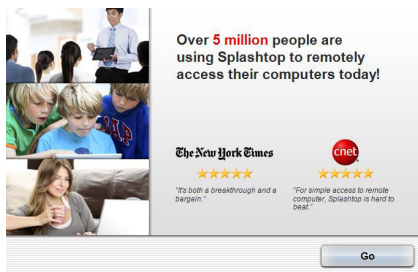 Over 5 million people are
using Splashtop to remotely
access their computers today!
The New York Times
cnet
"It's both a breakthrough and a
bargain."
"For simple access to remote
computer, Splashtop is hard to
beat."
GAP
Go